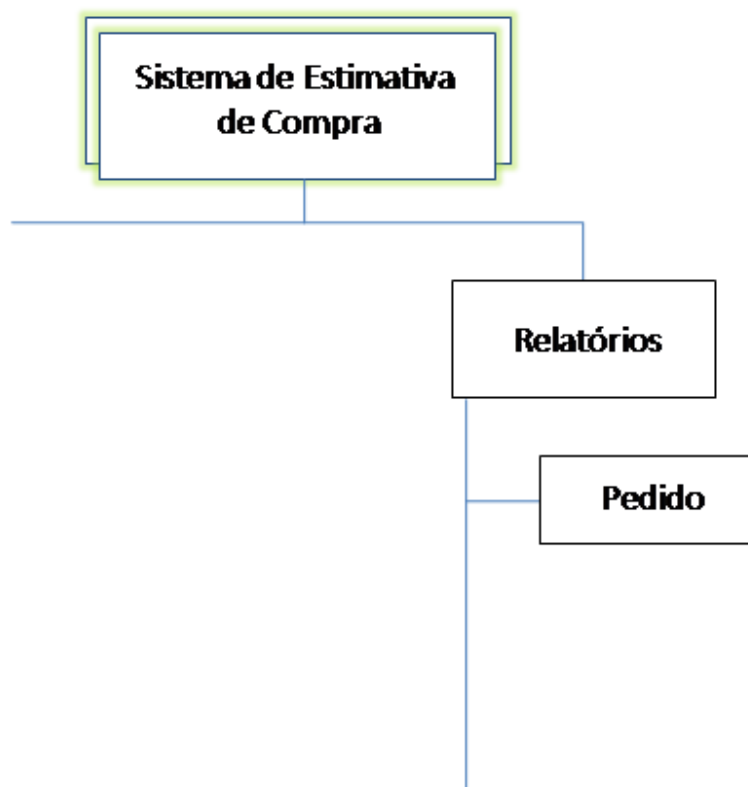 Sistema de Estimativa
de Compra
Relatórios
Pedido